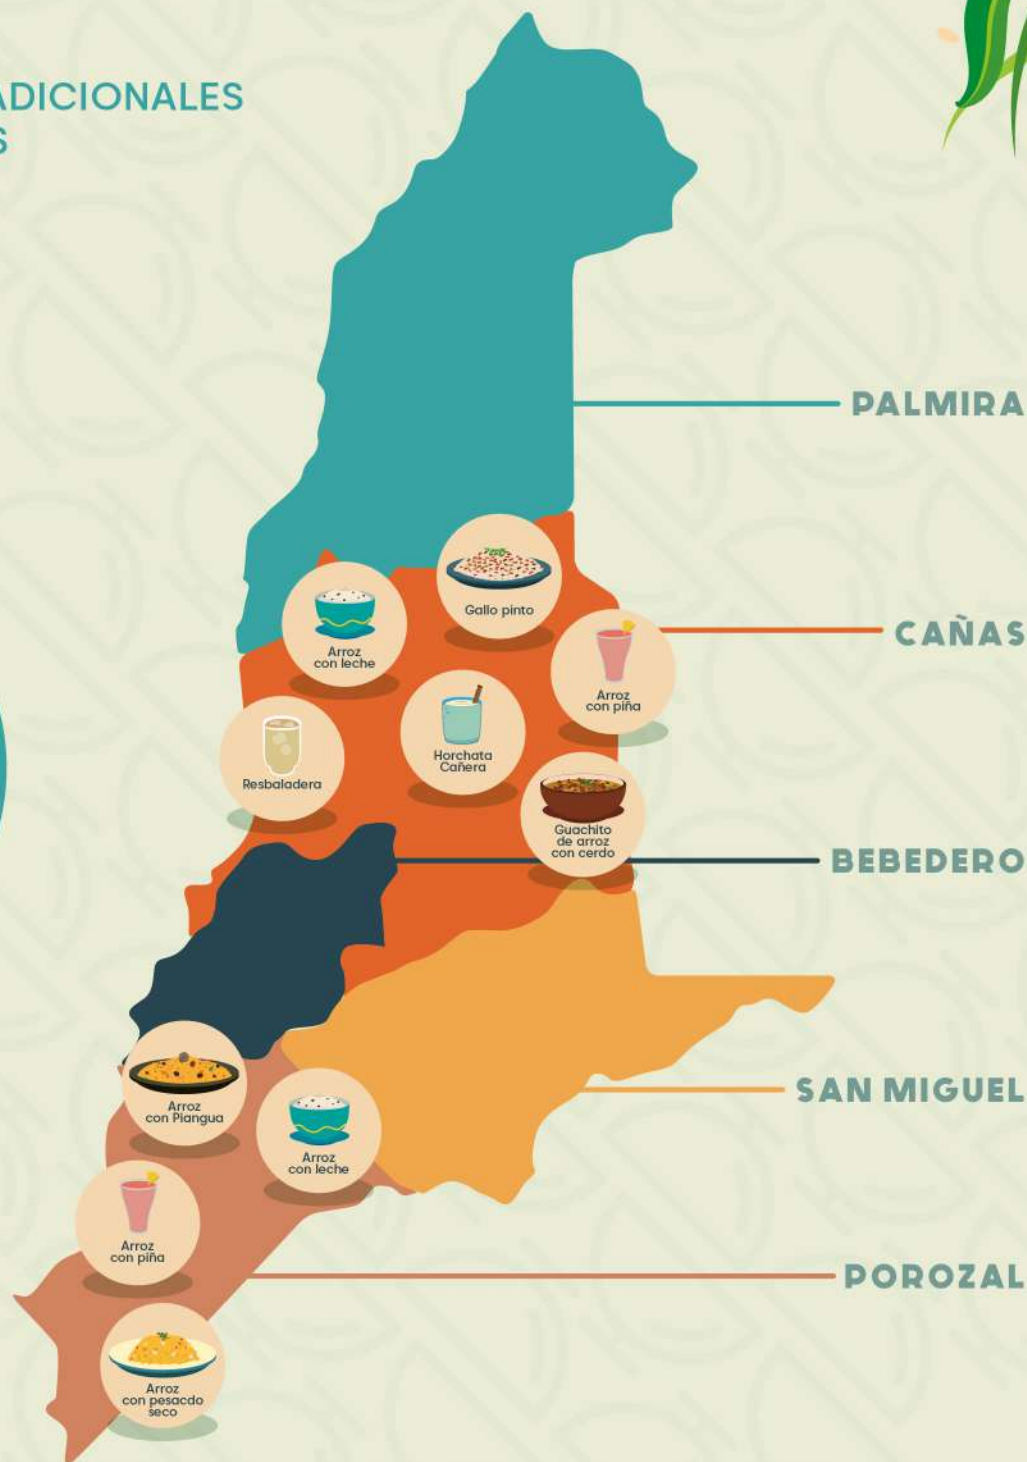 ADICIONALES
S
PALMIRA
Gallo pinto
CAÑAS
Arroz
con leche
Arroz
con piña
Horchata
Cañera
Resbaladera
Guachito
de arroz
con cerdo
BEBEDERO
SAN MIGUEL
Arroz
con Piangua
Arroz
con leche
Arroz
con piña
POROZAL
Arroz
con pesacdo
seco